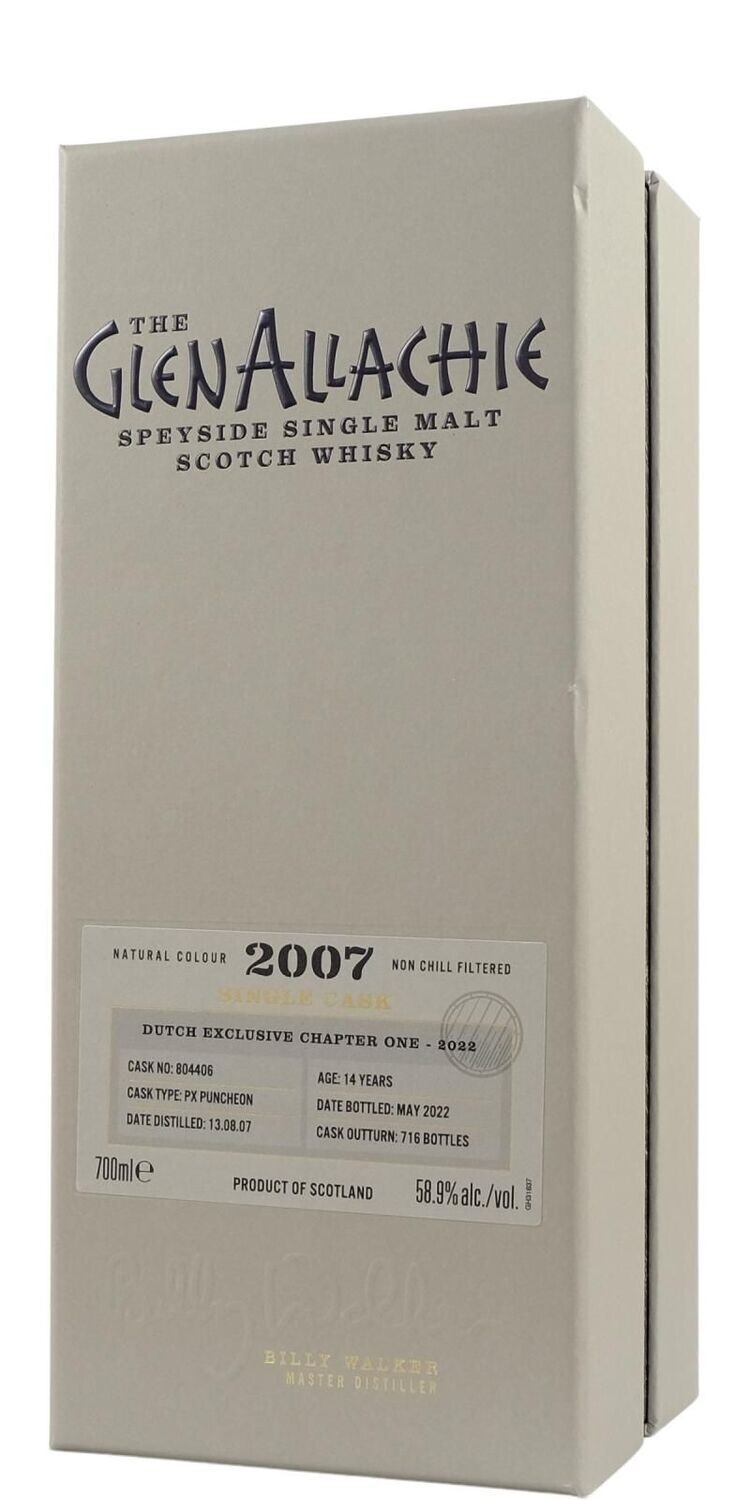 THE
GLENALLACHIE
SPEYSIDE SINGLE MALT
SCOTCH WHISKY
NATURAL COLOUR 2007 NON CHILL FILTERED
SINGLE CASK
DUTCH EXCLUSIVE CHAPTER ONE - 2022
CASK NO: 804406
CASK TYPE: PX PUNCHEON
DATE DISTILLED: 13.08.07
AGE: 14 YEARS
DATE BOTTLED: MAY 2022
CASK OUTTURN: 716 BOTTLES
700ml℮ PRODUCT OF SCOTLAND 58.9% alc./vol.
BILLY WALKER
MASTER DISTILLER